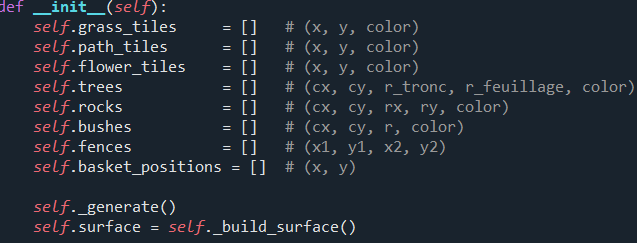 def __init__(self):
    self.grass_tiles     = []   # (x, y, color)
    self.path_tiles      = []   # (x, y, color)
    self.flower_tiles    = []   # (x, y, color)
    self.trees           = []   # (cx, cy, r_tronc, r_feuillage, color)
    self.rocks           = []   # (cx, cy, rx, ry, color)
    self.bushes          = []   # (cx, cy, r, color)
    self.fences          = []   # (x1, y1, x2, y2)
    self.basket_positions = []  # (x, y)

    self._generate()
    self.surface = self._build_surface()